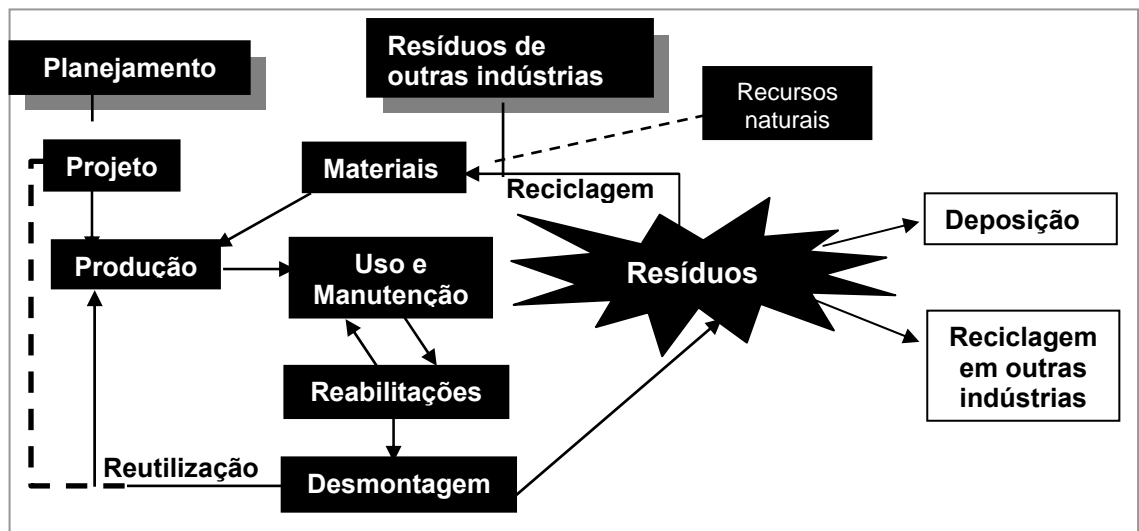 Planejamento
Resíduos de
outras indústrias
Recursos
naturais
Projeto
Materiais
Reciclagem
Produção
Uso e
Manutenção
Resíduos
Deposição
Reciclagem
em outras
indústrias
Reabilitações
Reutilização
Desmontagem